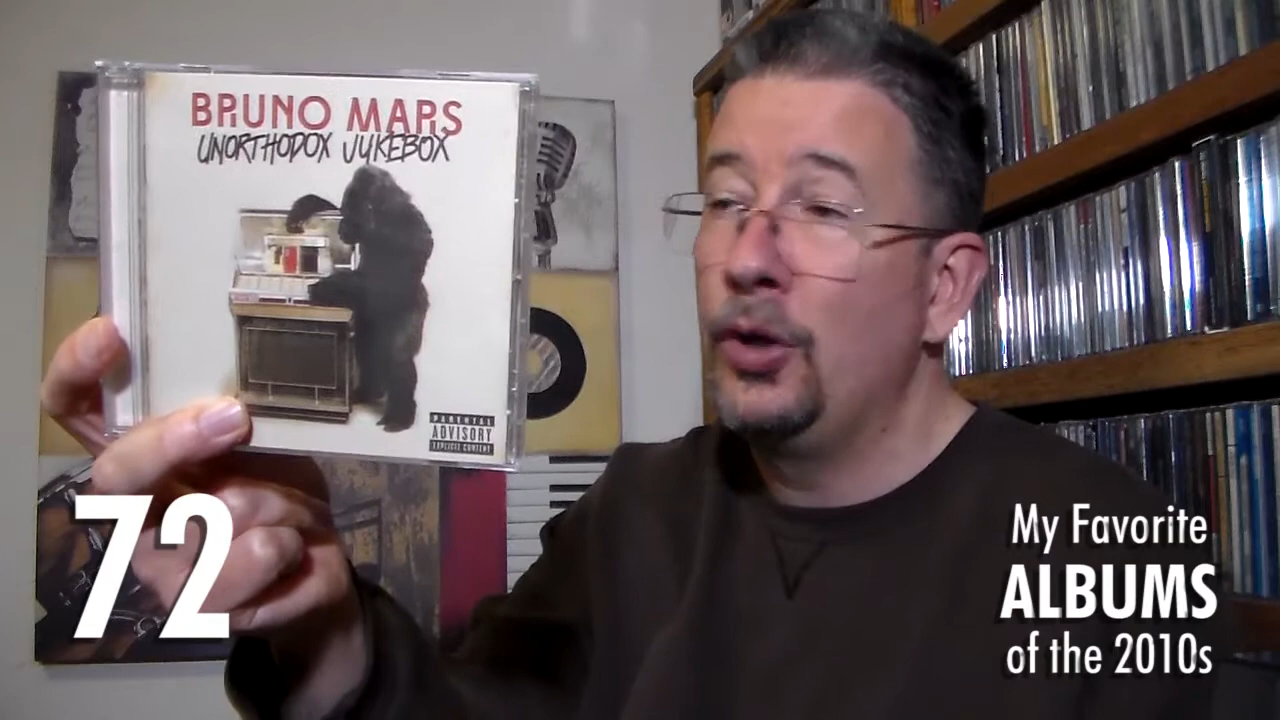 BRUNO MARS
UNORTHODOX JUKEBOX
PARENTAL
ADVISORY
EXPLICIT CONTENT
72
My Favorite
ALBUMS
of the 2010s